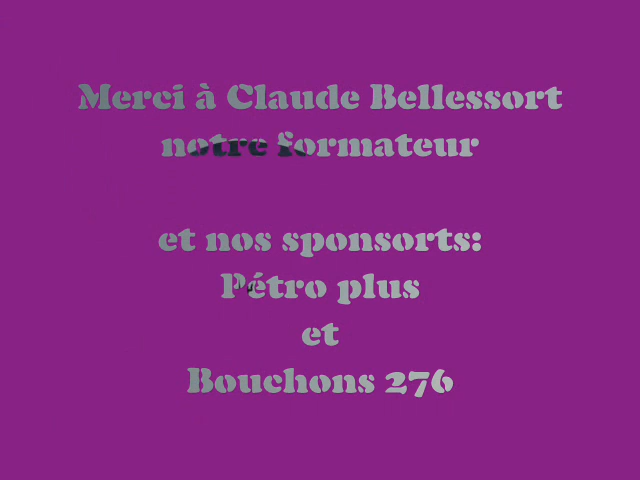 Merci à Claude Bellessort
notre formateur
et nos sponsorts:
Pétro plus
et
Bouchons 276